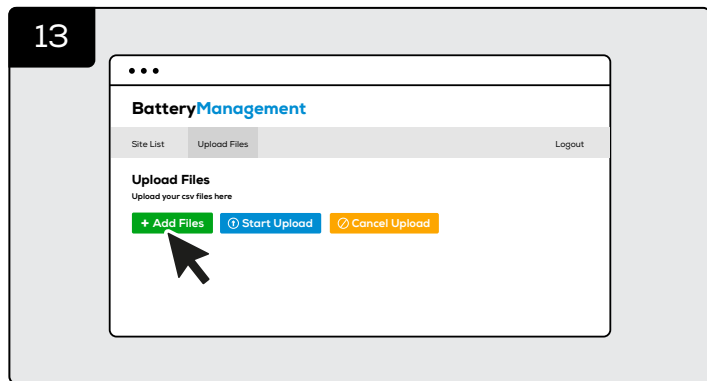 13
BatteryManagement
Site List Upload Files Logout
Upload Files
Upload your csv files here
+ Add Files Start Upload Cancel Upload